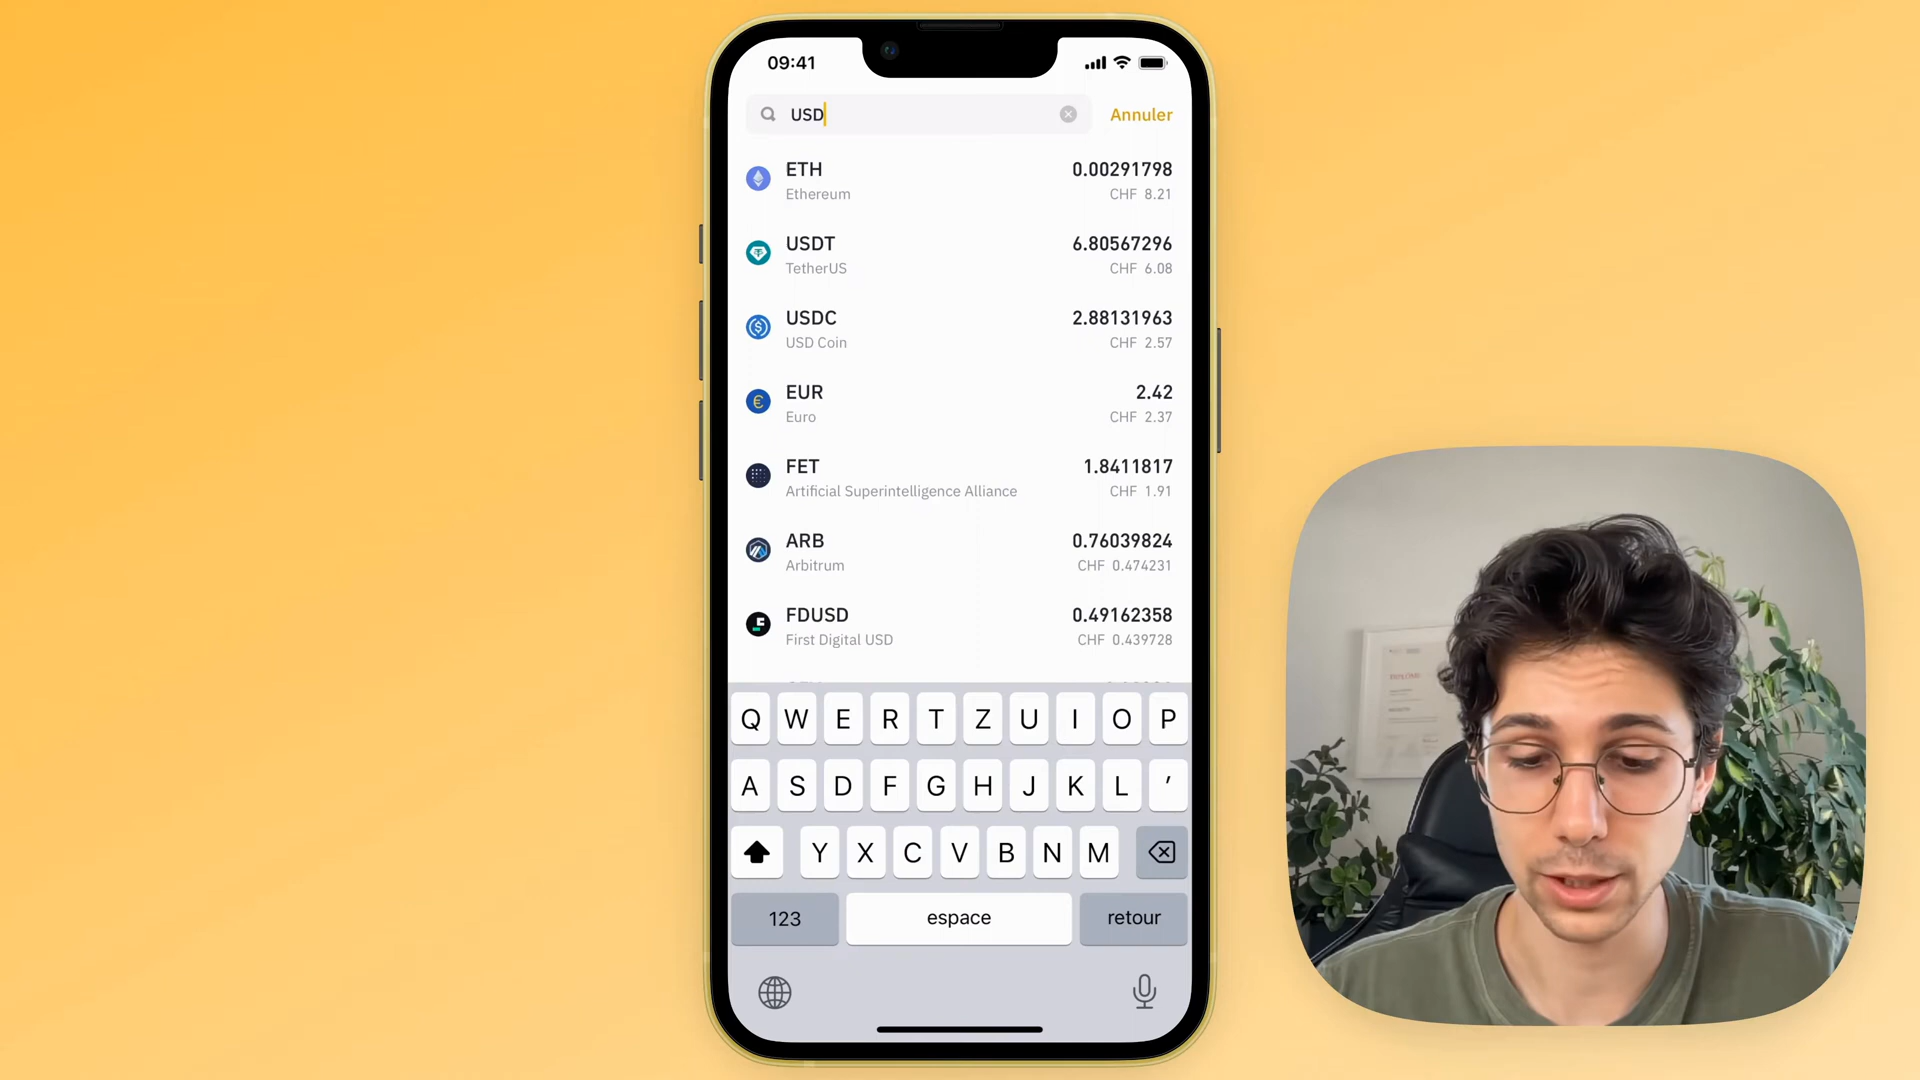 09:41
USD
Annuler
ETH
0.00291798
Ethereum
CHF 8.21
USDT
6.80567296
TetherUS
CHF 6.08
USDC
2.88131963
USD Coin
CHF 2.57
EUR
2.42
Euro
CHF 2.37
FET
1.8411817
Artificial Superintelligence Alliance
CHF 1.91
ARB
0.76039824
Arbitrum
CHF 0.474231
FDUSD
0.49162358
First Digital USD
CHF 0.439728
Q W E R T Z U I O P
A S D F G H J K L ′
Y X C V B N M
123 espace retour